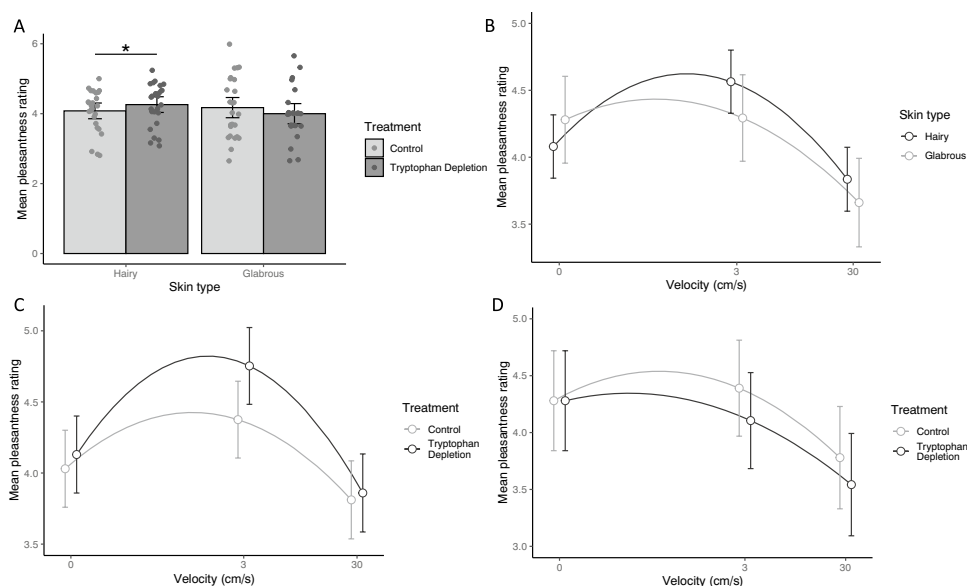 A
Mean pleasantness rating
6
4
2
0
*
Hairy
Glabrous
Skin type
Treatment
Control
Tryptophan Depletion
B
Mean pleasantness rating
5.0
4.5
4.0
3.5
0
3
30
Velocity (cm/s)
Skin type
Hairy
Glabrous
C
Mean pleasantness rating
5.0
4.5
4.0
3.5
0
3
30
Velocity (cm/s)
Treatment
Control
Tryptophan
Depletion
D
Mean pleasantness rating
5.0
4.5
4.0
3.5
3.0
0
3
30
Velocity (cm/s)
Treatment
Control
Tryptophan
Depletion